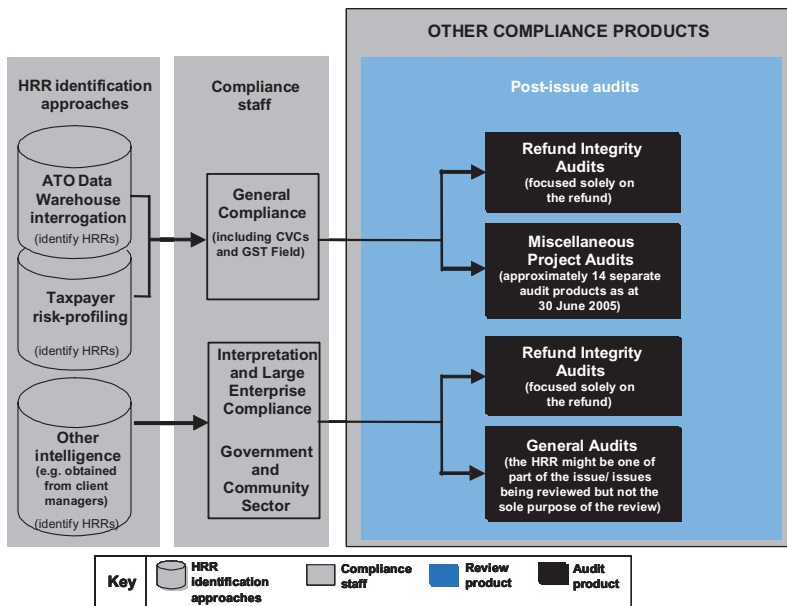 OTHER COMPLIANCE PRODUCTS
HRR identification
approaches
Compliance
staff
Post-issue audits
ATO Data
Warehouse
interrogation
(identify HRRs)
Taxpayer
risk-profiling
(identify HRRs)
Other
intelligence
(e.g. obtained
from client
managers)
(identify HRRs)
General
Compliance
(including CVCs
and GST Field)
Interpretation
and Large
Enterprise
Compliance
Government
and
Community
Sector
Refund Integrity
Audits
(focused solely on
the refund)
Miscellaneous
Project Audits
(approximately 14 separate
audit products as at
30 June 2005)
Refund Integrity
Audits
(focused solely on
the refund)
General Audits
(the HRR might be one of
part of the issue/ issues
being reviewed but not the
sole purpose of the review)
Key
HRR
identification
approaches
Compliance
staff
Review
product
Audit
product